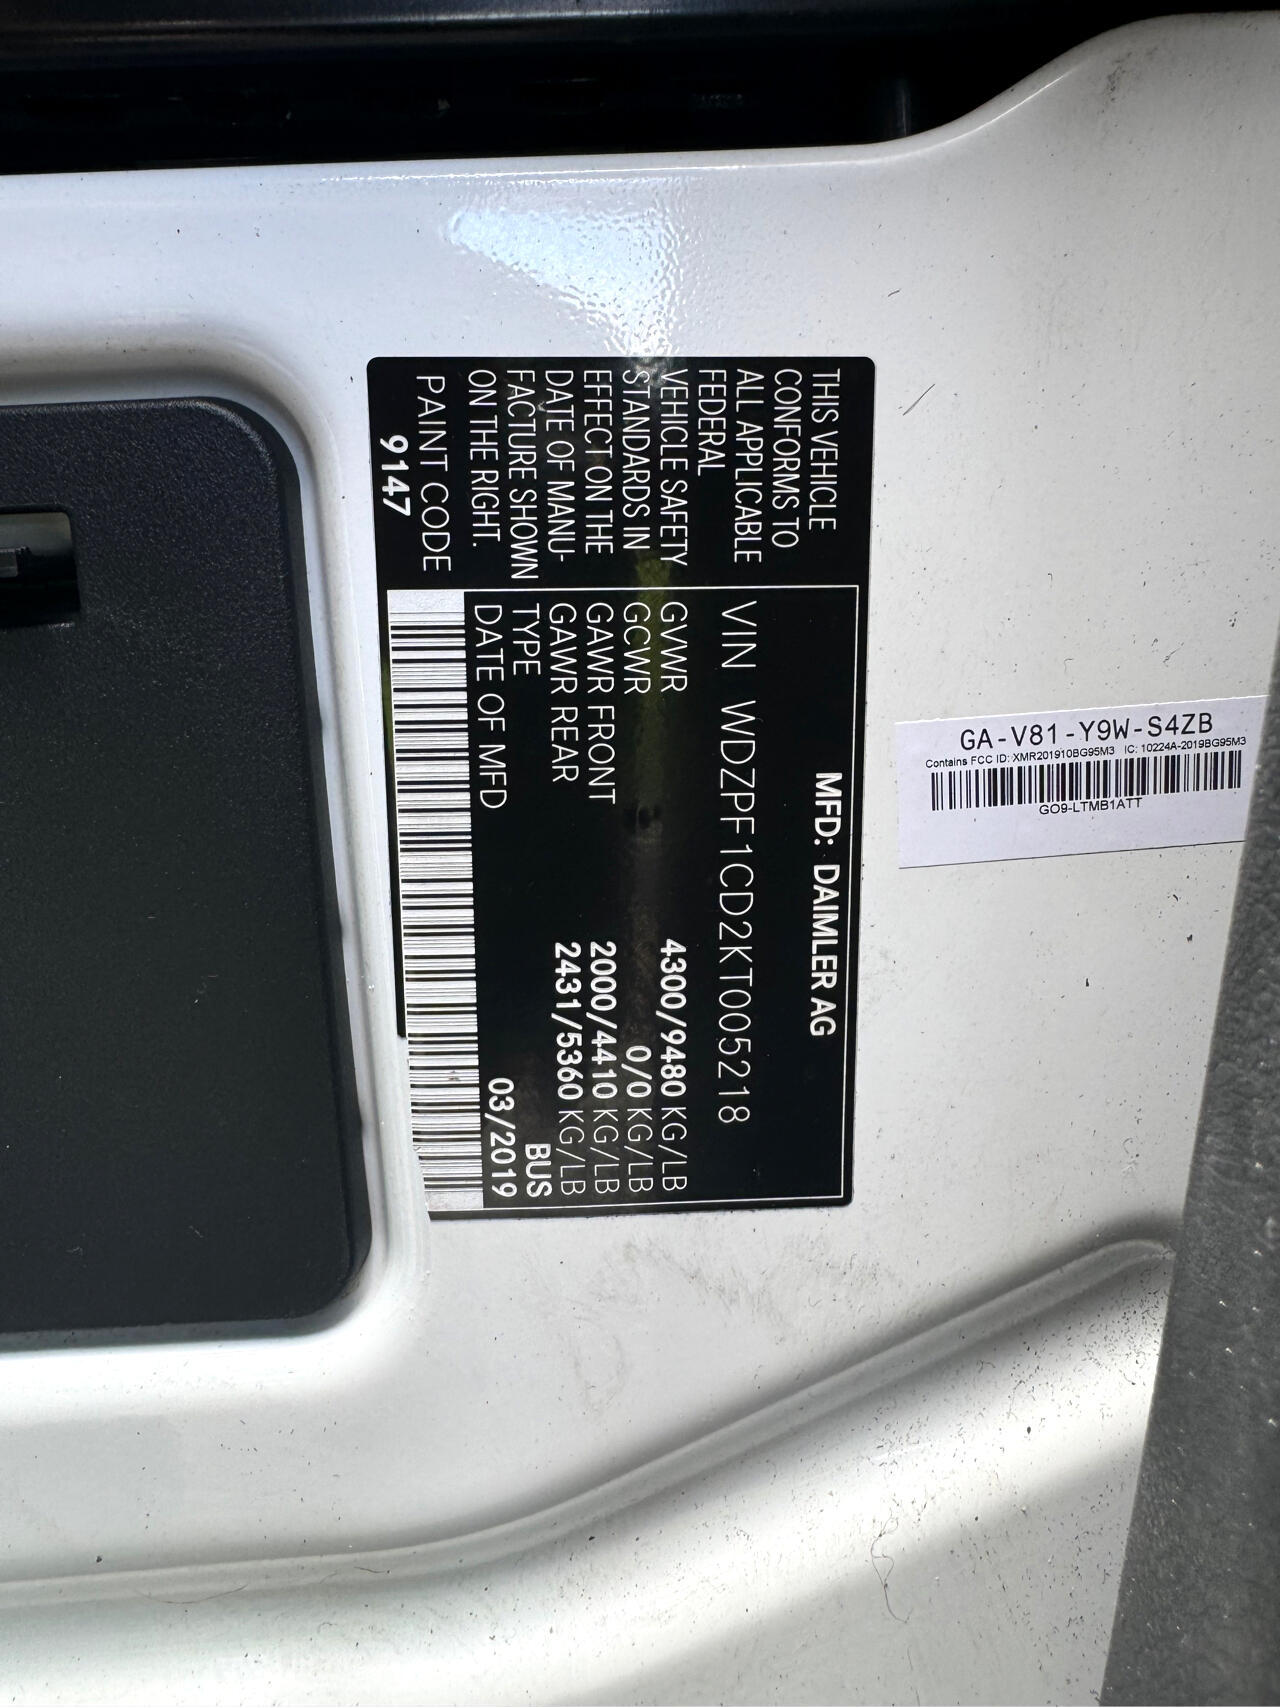 THIS VEHICLE
CONFORMS TO
ALL APPLICABLE
FEDERAL
VEHICLE SAFETY
STANDARDS IN
EFFECT ON THE
DATE OF MANU-
FACTURE SHOWN
ON THE RIGHT.
PAINT CODE
9147
MFD: DAIMLER AG
VIN WDZPF1CD2KT005218
GVWR 4300/9480 KG/LB
GCWR 0/0 KG/LB
GAWR FRONT 2000/4410 KG/LB
GAWR REAR 2431/5360 KG/LB
TYPE BUS
DATE OF MFD 03/2019
GA-V81-Y9W-S4ZB
Contains FCC ID: XMR201910BG95M3 IC: 10224A-2019BG95M3
GO9-LTMB1ATT